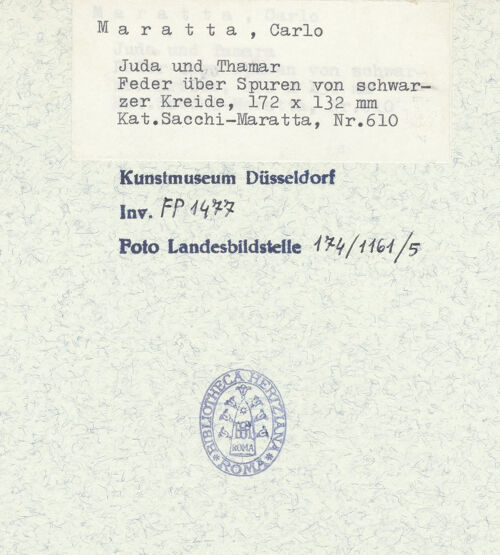 Maratta, Carlo
Juda und Thamar
Feder über Spuren von schwar-
zer Kreide, 172 x 132 mm
Kat.Sacchi-Maratta, Nr.610
Kunstmuseum Düsseldorf
Inv. FP 1477
Foto Landesbildstelle 174/1161/5
BIBLIOTHECA HERTZIANA
ROMA
ROMA